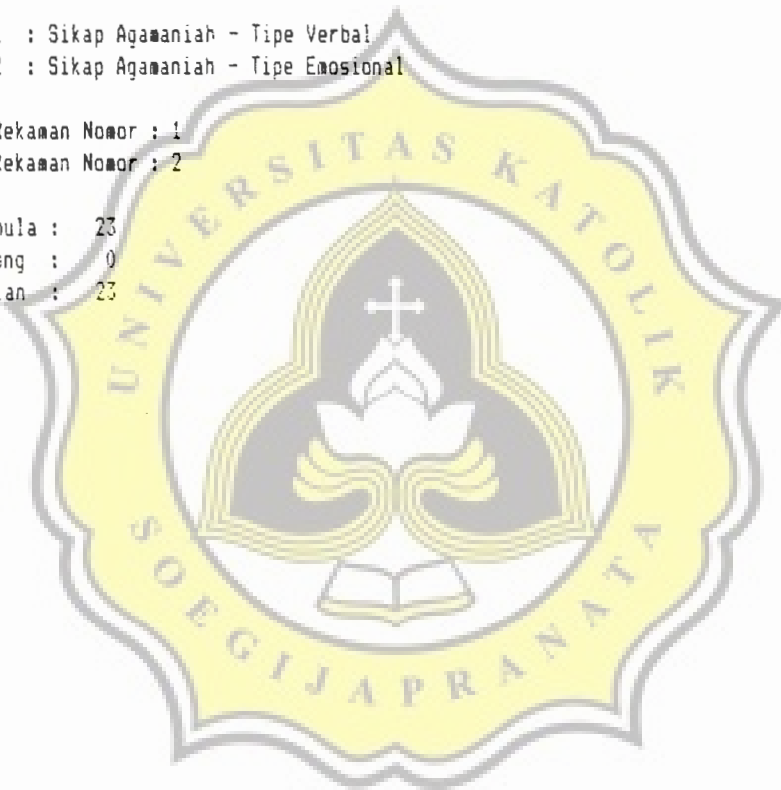 : Sikap Agamaniah - Tipe Verbal
: Sikap Agamaniah - Tipe Emosional
Rekaman Nomor : 1
Rekaman Nomor : 2
: 23
: 0
: 23
UNIVERSITAS KATOLIK
SOEGIJAPRANATA